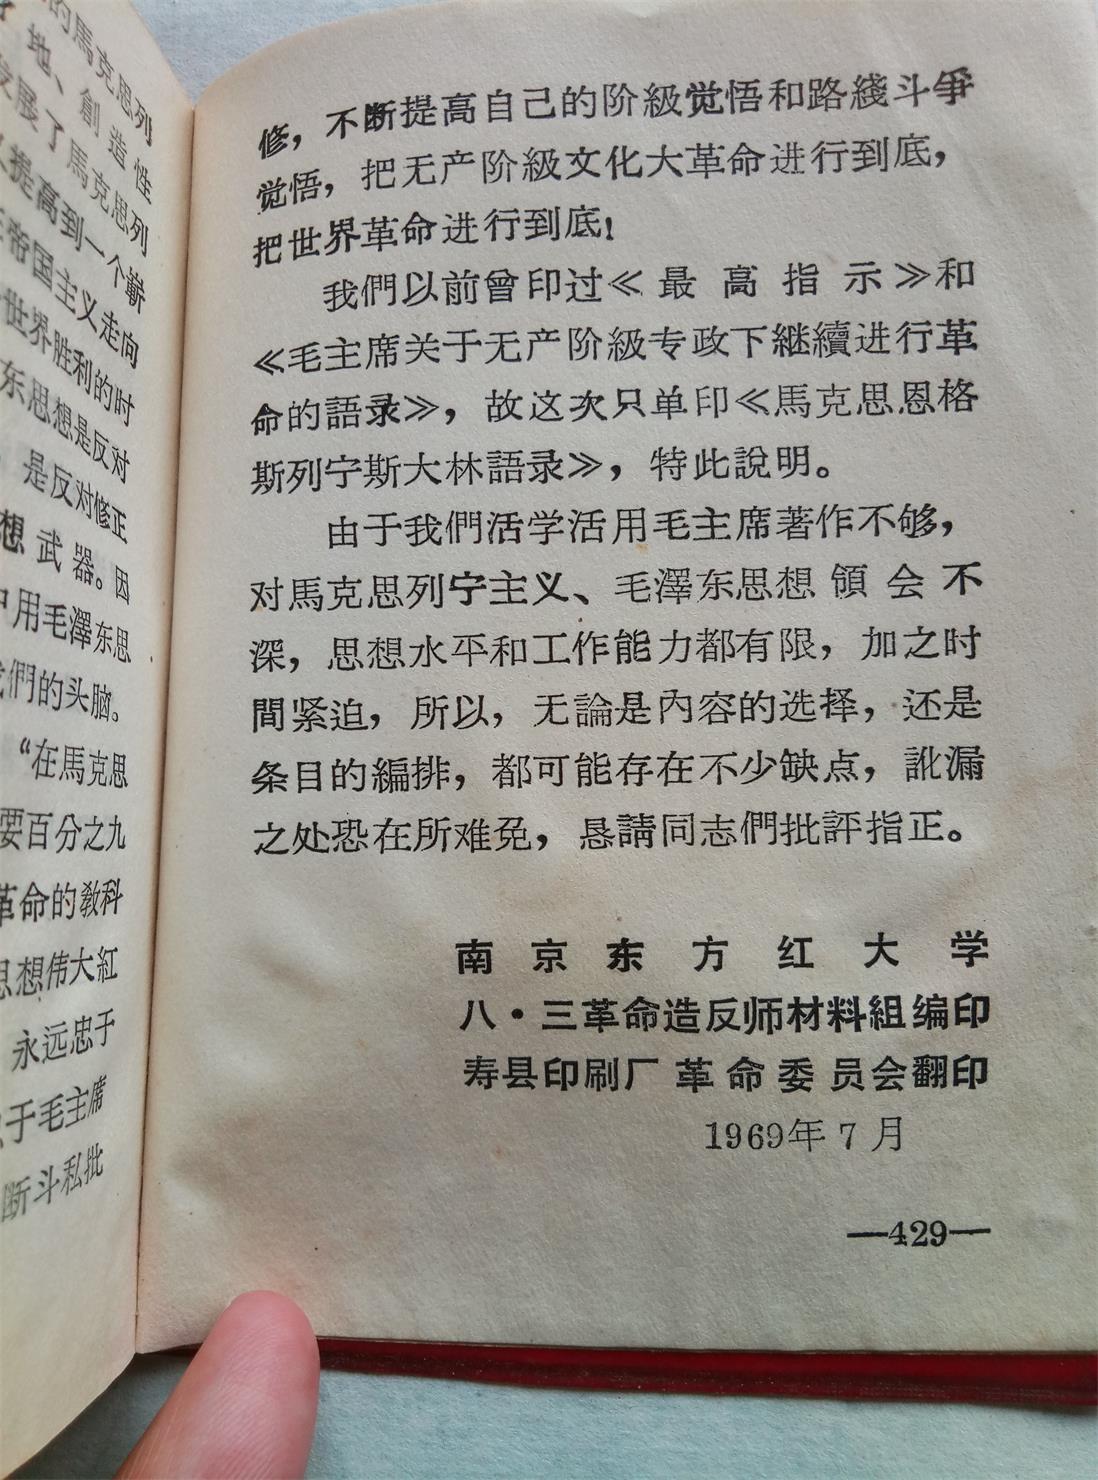 的馬克思列
地、創造性
发展了馬克思列
提高到一个嶄
帝国主义走向
世界胜利的时
东思想是反对
是反对修正
想武器。因
中用毛澤东思
我們的头脑。
“在馬克思
要百分之九
革命的教科
思想伟大紅
永远忠于
于毛主席
断斗私批
修，不断提高自己的阶級觉悟和路綫斗爭
觉悟，把无产阶級文化大革命进行到底，
把世界革命进行到底！
我們以前曾印过≪最高指示≫和
≪毛主席关于无产阶級专政下継續进行革
命的語录≫，故这次只单印≪馬克思恩格
斯列宁斯大林語录≫，特此說明。
由于我們活学活用毛主席著作不够，
对馬克思列宁主义、毛澤东思想領会不
深，思想水平和工作能力都有限，加之时
間紧迫，所以，无論是內容的选择，还是
条目的編排，都可能存在不少缺点，訛漏
之处恐在所难免，恳請同志們批評指正。
南京东方红大学
八·三革命造反师材料組编印
寿县印刷厂革命委员会翻印
1969年7月
—429—